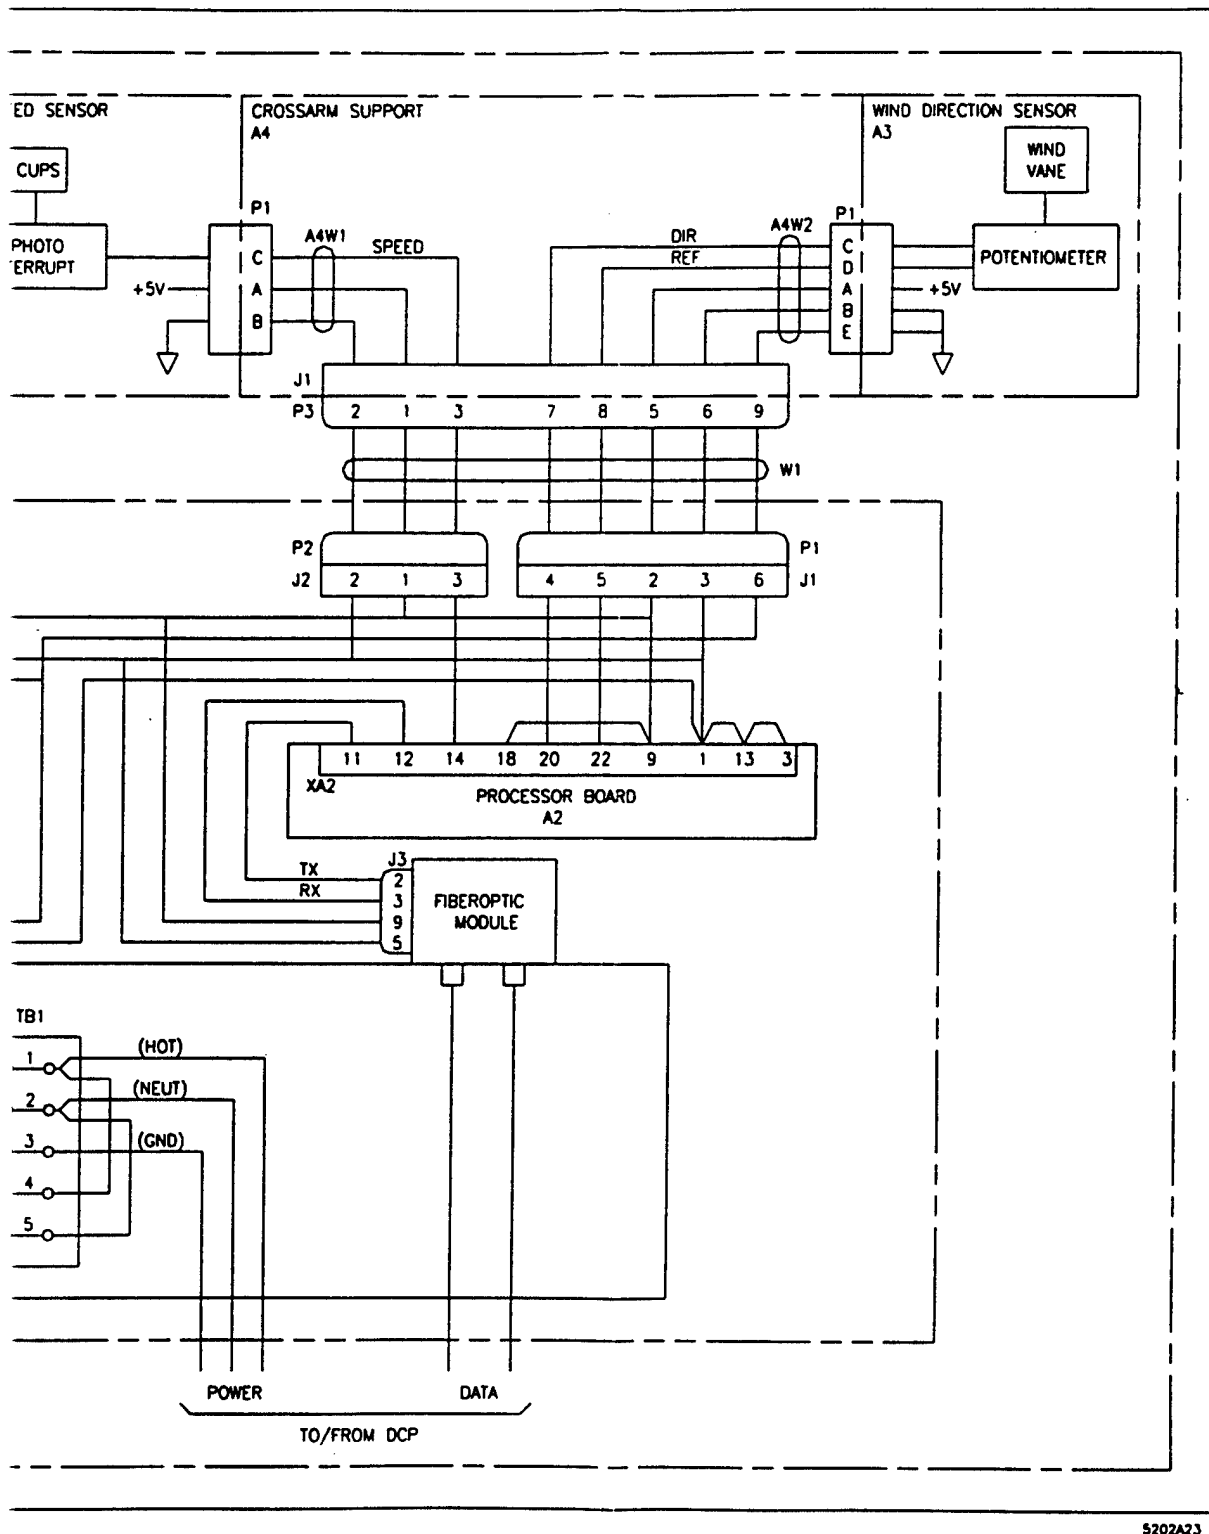 ED SENSOR
CROSSARM SUPPORT
A4
WIND DIRECTION SENSOR
A3
CUPS
WIND
VANE
PHOTO
ERRUPT
P1
A4W1
SPEED
C
A
B
+5V
DIR
REF
A4W2
P1
C
D
A
B
E
+5V
POTENTIOMETER
J1
P3 2 1 3 7 8 5 6 9
W1
P2
P1
J2 2 1 3
4 5 2 3 6 J1
11 12 14 18 20 22 9 1 13 3
XA2
PROCESSOR BOARD
A2
J3
TX
RX
2
3
9
5
FIBEROPTIC
MODULE
TB1
1
(HOT)
2
(NEUT)
3
(GND)
4
5
POWER
DATA
TO/FROM DCP
5202A23